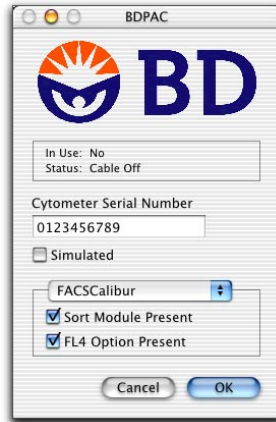 BDPAC
BD
In Use: No
Status: Cable Off
Cytometer Serial Number
0123456789
Simulated
FACSCalibur
Sort Module Present
FL4 Option Present
Cancel OK